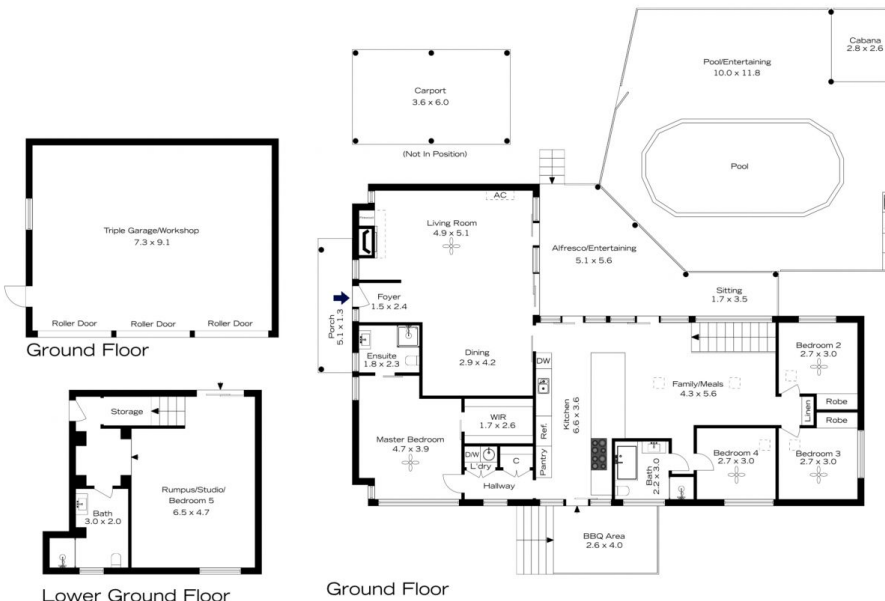 Triple Garage/Workshop
7.3 x 9.1
Roller Door
Roller Door
Roller Door
Ground Floor
Storage
Rumpus/Studio/
Bedroom 5
6.5 x 4.7
Bath
3.0 x 2.0
Lower Ground Floor
Carport
3.6 x 6.0
(Not In Position)
Cabana
2.8 x 2.6
Pool/Entertaining
10.0 x 11.8
Pool
AC
Living Room
4.9 x 5.1
Alfresco/Entertaining
5.1 x 5.6
Sitting
1.7 x 3.5
Porch
5.1 x 1.3
Foyer
1.5 x 2.4
Ensuite
1.8 x 2.3
Dining
2.9 x 4.2
DW
Kitchen
6.6 x 3.6
Ref.
Pantry
Family/Meals
4.3 x 5.6
Bedroom 2
2.7 x 3.0
Robe
Linen
Robe
Bedroom 3
2.7 x 3.0
Bedroom 4
2.7 x 3.0
Bath
2.2 x 3.0
WIR
1.7 x 2.6
Master Bedroom
4.7 x 3.9
D/W
L'dry
C
Hallway
BBQ Area
2.6 x 4.0
Ground Floor